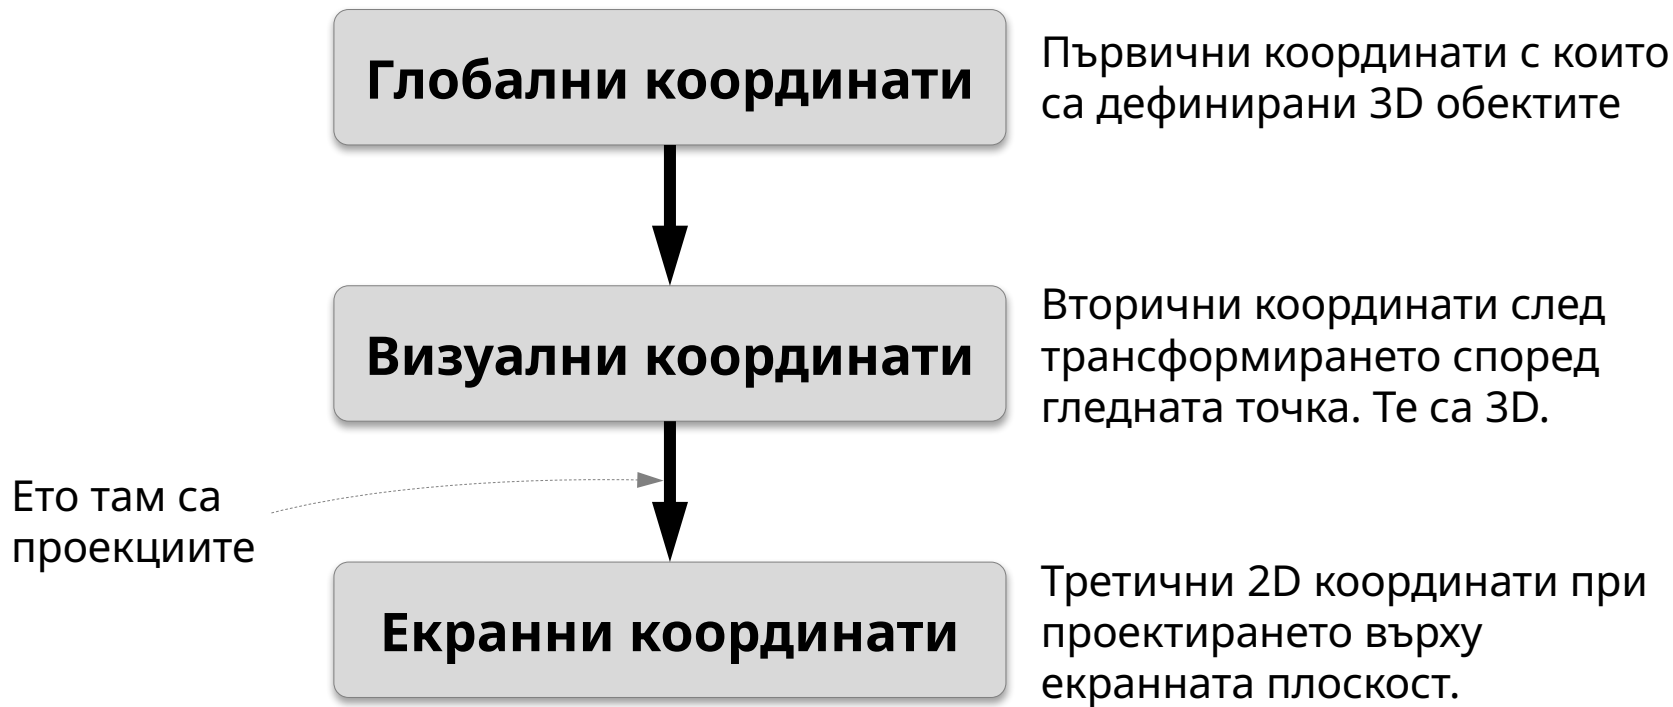 Глобални координати
Първични координати с които
са дефинирани 3D обектите
Визуални координати
Вторични координати след
трансформирането според
гледната точка. Те са 3D.
Ето там са
проекциите
Екранни координати
Третични 2D координати при
проектирането върху
екранната плоскост.